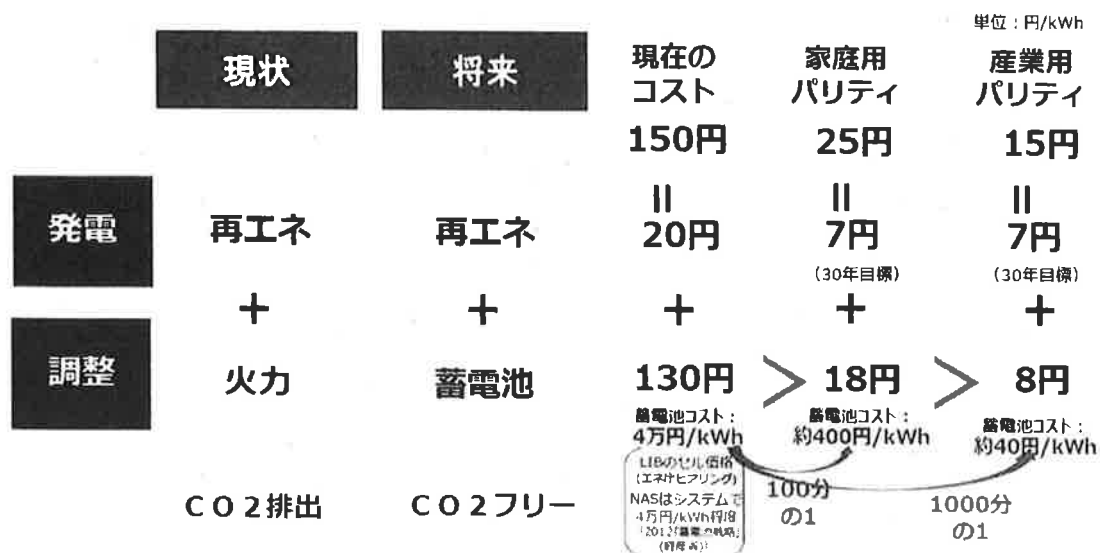 単位：円/kWh
現状
将来
現在の
コスト
家庭用
パリティ
産業用
パリティ
150円
25円
15円
=
=
=
発電
再エネ
再エネ
20円
7円
7円
(30年目標)
(30年目標)
+
+
+
+
+
調整
火力
蓄電池
130円
>
18円
>
8円
蓄電池コスト：
4万円/kWh
蓄電池コスト：
約400円/kWh
蓄電池コスト：
約40円/kWh
LIBのセル価格
(エネ庁ヒアリング)
NASはシステムで
4万円/kWh程度
CO2排出
CO2フリー
100分
の1
1000分
の1